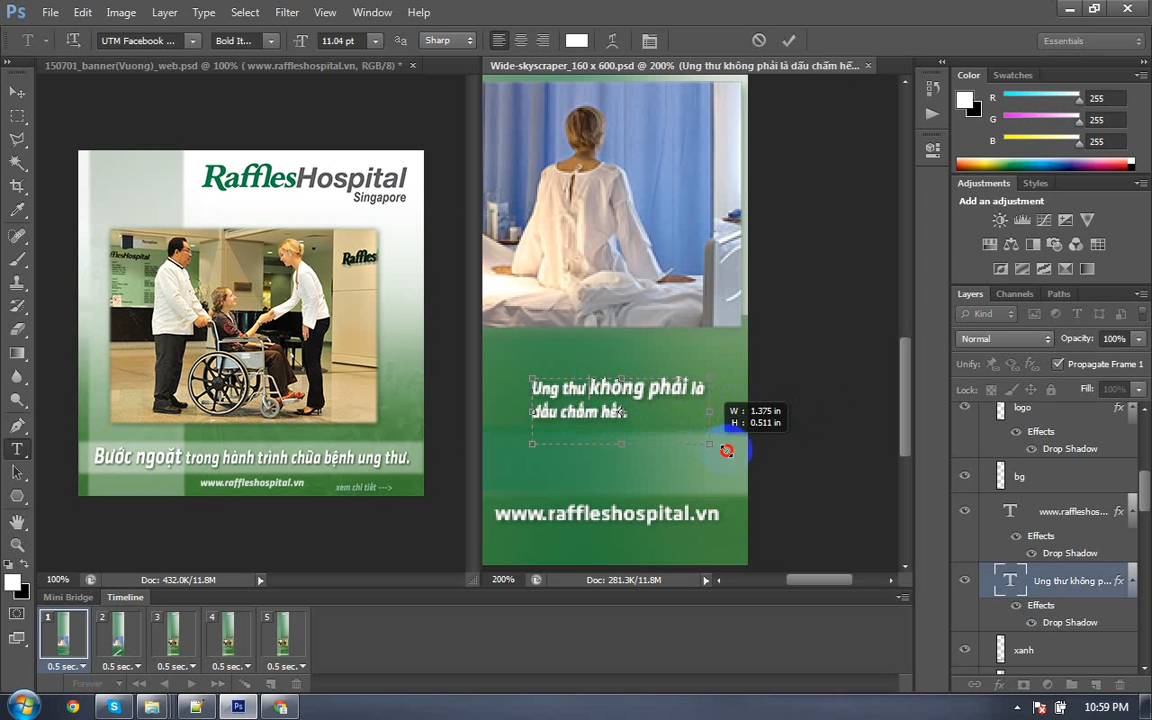 Ps File Edit Image Layer Type Select Filter View Window Help
T UTM Facebook ... Bold It... 11.04 pt Sharp Essentials
150701_banner(Vuong)_web.psd @ 100% ( www.raffleshospital.vn, RGB/8) * ×
Wide-skyscraper_160 x 600.psd @ 200% (Ung thư không phải là dấu chấm hế... ×
Color Swatches
R 255
G 255
B 255
Adjustments Styles
Add an adjustment
Layers Channels Paths
Kind
Normal Opacity: 100%
Unify: Propagate Frame 1
Lock: Fill: 100%
logo
Effects
Drop Shadow
bg
www.raffleshos... fx
Effects
Drop Shadow
Ung thư không p... fx
Effects
Drop Shadow
xanh
RafflesHospital
Singapore
Raffles
Bước ngoặt trong hành trình chữa bệnh ung thư.
www.raffleshospital.vn
xem chi tiết --->
Ung thư không phải là
dấu chấm hết.
W : 1.375 in
H : 0.511 in
www.raffleshospital.vn
100% Doc: 432.0K/11.8M
200% Doc: 281.3K/11.8M
Mini Bridge Timeline
1 2 3 4 5
0.5 sec. 0.5 sec. 0.5 sec. 0.5 sec. 0.5 sec.
Forever
10:59 PM